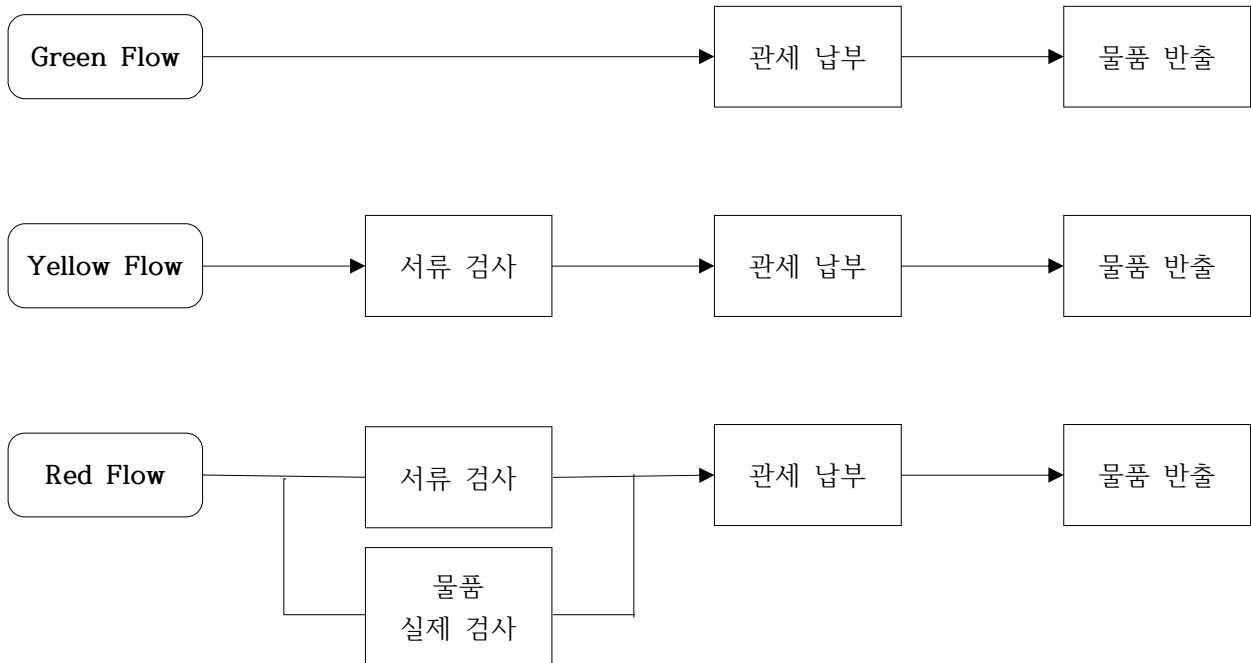 Green Flow
관세 납부
물품 반출
Yellow Flow
서류 검사
관세 납부
물품 반출
Red Flow
서류 검사
관세 납부
물품 반출
물품
실제 검사